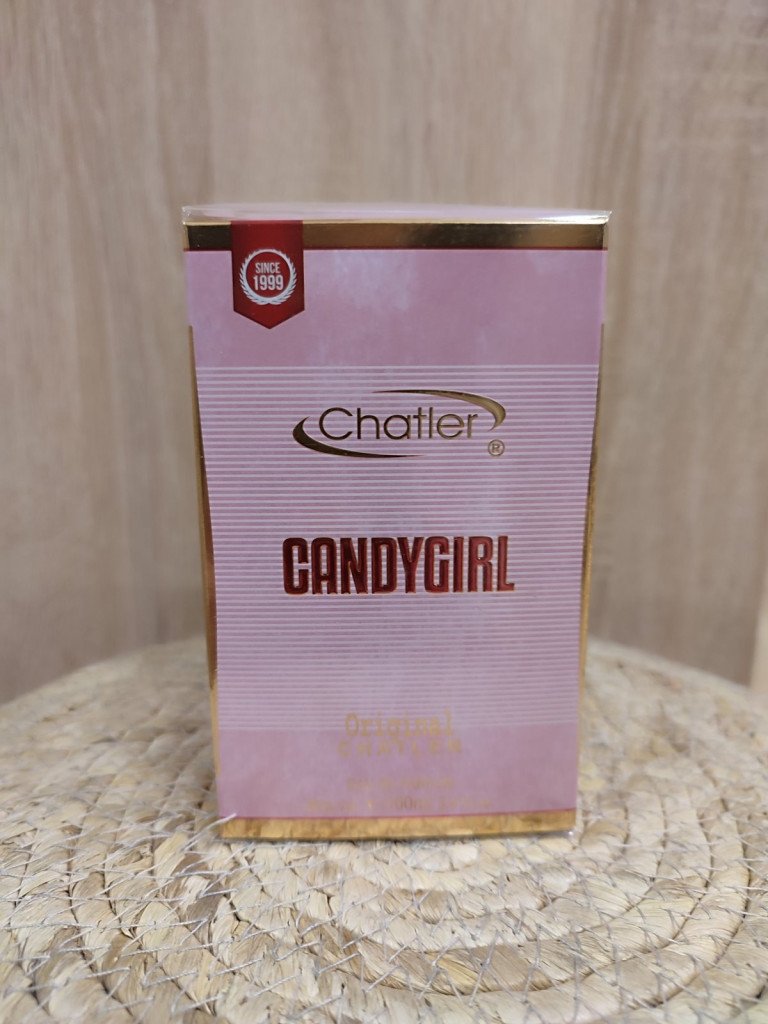 SINCE
1999
Chatler
®
CANDYGIRL
Original
CHATLER